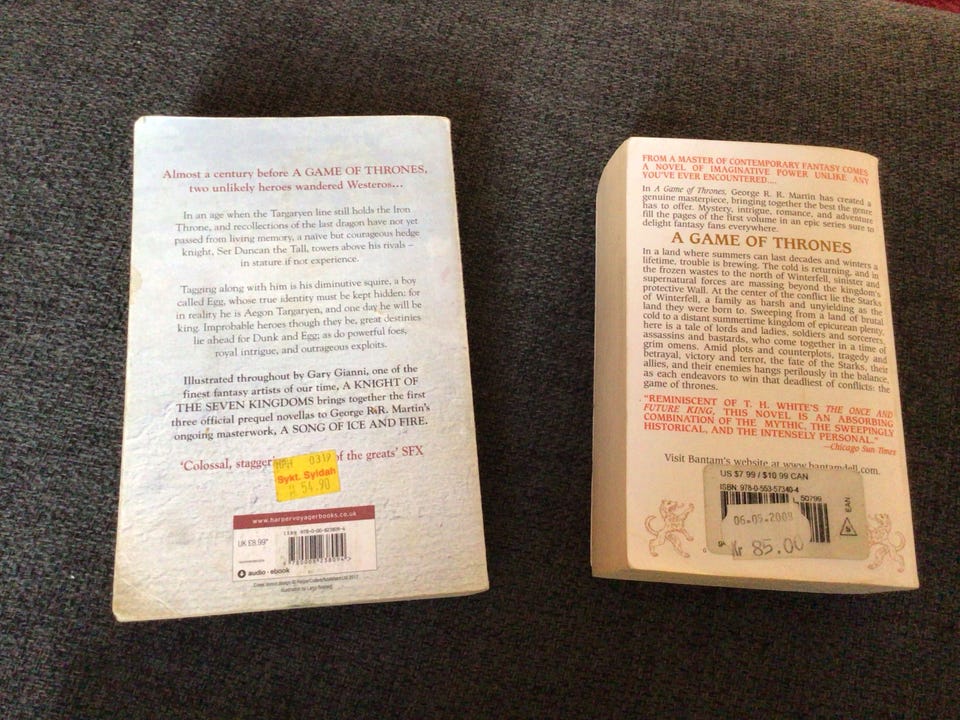 Almost a century before A GAME OF THRONES,
two unlikely heroes wandered Westeros...
In an age when the Targaryen line still holds the Iron
Throne, and recollections of the last dragon have not yet
passed from living memory, a naïve but courageous hedge
knight, Ser Duncan the Tall, towers above his rivals –
in stature if not experience.
Tagging along with him is his diminutive squire, a boy
called Egg, whose true identity must be kept hidden; for
in reality he is Aegon Targaryen, and one day he will be
king. Improbable heroes though they be, great destinies
lie ahead for Dunk and Egg; as do powerful foes,
royal intrigue, and outrageous exploits.
Illustrated throughout by Gary Gianni, one of the
finest fantasy artists of our time, A KNIGHT OF
THE SEVEN KINGDOMS brings together the first
three official prequel novellas to George R.R. Martin's
ongoing masterwork, A SONG OF ICE AND FIRE.
'Colossal, stagger of the greats' SFX
0317
Sykt. Syidah
54.90
www.harpervoyagerbooks.co.uk
UK £8.99
audio · ebook
FROM A MASTER OF CONTEMPORARY FANTASY COMES
A NOVEL OF IMAGINATIVE POWER UNLIKE ANY
YOU'VE EVER ENCOUNTERED....
In A Game of Thrones, George R. R. Martin has created a
genuine masterpiece, bringing together the best the genre
has to offer. Mystery, intrigue, romance, and adventure
fill the pages of the first volume in an epic series sure to
delight fantasy fans everywhere.
A GAME OF THRONES
In a land where summers can last decades and winters a
lifetime, trouble is brewing. The cold is returning, and in
the frozen wastes to the north of Winterfell, sinister and
supernatural forces are massing beyond the kingdom's
protective Wall. At the center of the conflict lie the Starks
of Winterfell, a family as harsh and unyielding as the
land they were born to. Sweeping from a land of brutal
cold to a distant summertime kingdom of epicurean plenty,
here is a tale of lords and ladies, soldiers and sorcerers,
assassins and bastards, who come together in a time of
grim omens. Amid plots and counterplots, tragedy and
betrayal, victory and terror, the fate of the Starks, their
allies, and their enemies hangs perilously in the balance,
as each endeavors to win that deadliest of conflicts: the
game of thrones.
"REMINISCENT OF T. H. WHITE'S THE ONCE AND
FUTURE KING, THIS NOVEL IS AN ABSORBING
COMBINATION OF THE MYTHIC, THE SWEEPINGLY
HISTORICAL, AND THE INTENSELY PERSONAL."
—Chicago Sun Times
Visit Bantam's website at www.bantamdell.com.
US $7.99 / $10.99 CAN
ISBN: 978-0-553-57340-4
50799
EAN
06.05.2009
Kr 85.00